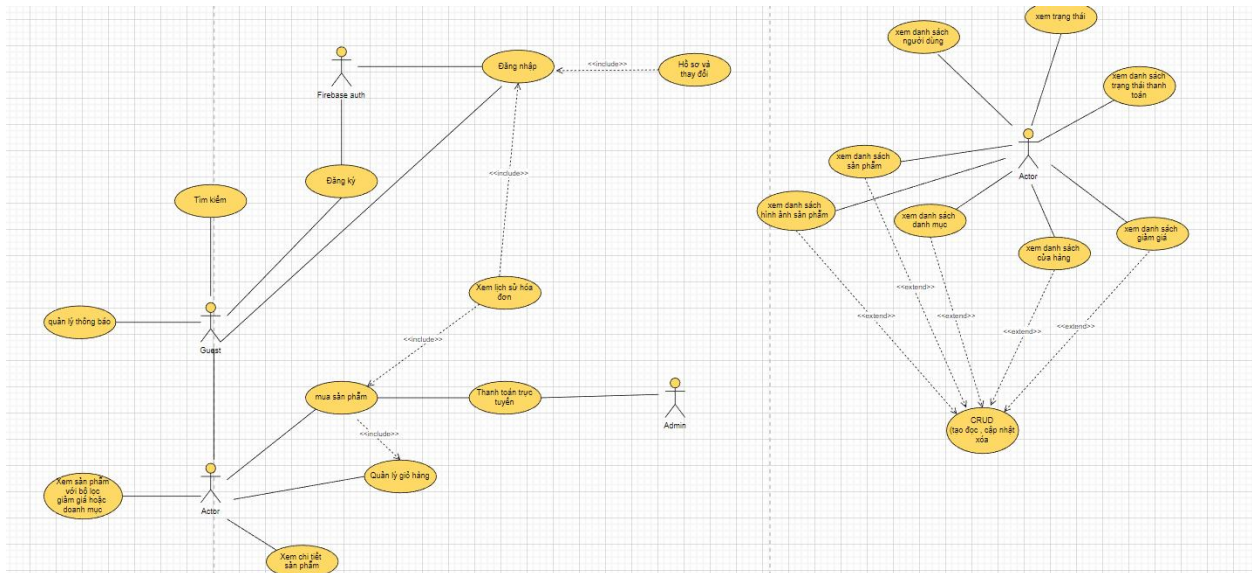 xem trạng thái
xem danh sách
người dùng
Đăng nhập
<<include>>
Hồ sơ và
thay đổi
Firebase auth
xem danh sách
trạng thái thanh
toán
xem danh sách
sản phẩm
Actor
Đăng ký
<<include>>
Tìm kiếm
xem danh sách
hình ảnh sản phẩm
xem danh sách
danh mục
xem danh sách
giảm giá
xem danh sách
cửa hàng
Xem lịch sử hóa
đơn
<<extend>>
<<extend>>
<<extend>>
<<extend>>
<<extend>>
quản lý thông báo
Guest
<<include>>
mua sản phẩm
Thanh toán trực
tuyến
Admin
<<include>>
CRUD
(tạo đọc , cập nhật
xóa
Quản lý giỏ hàng
Xem sản phẩm
với bộ lọc
giảm giá hoặc
doanh mục
Actor
Xem chi tiết
sản phẩm